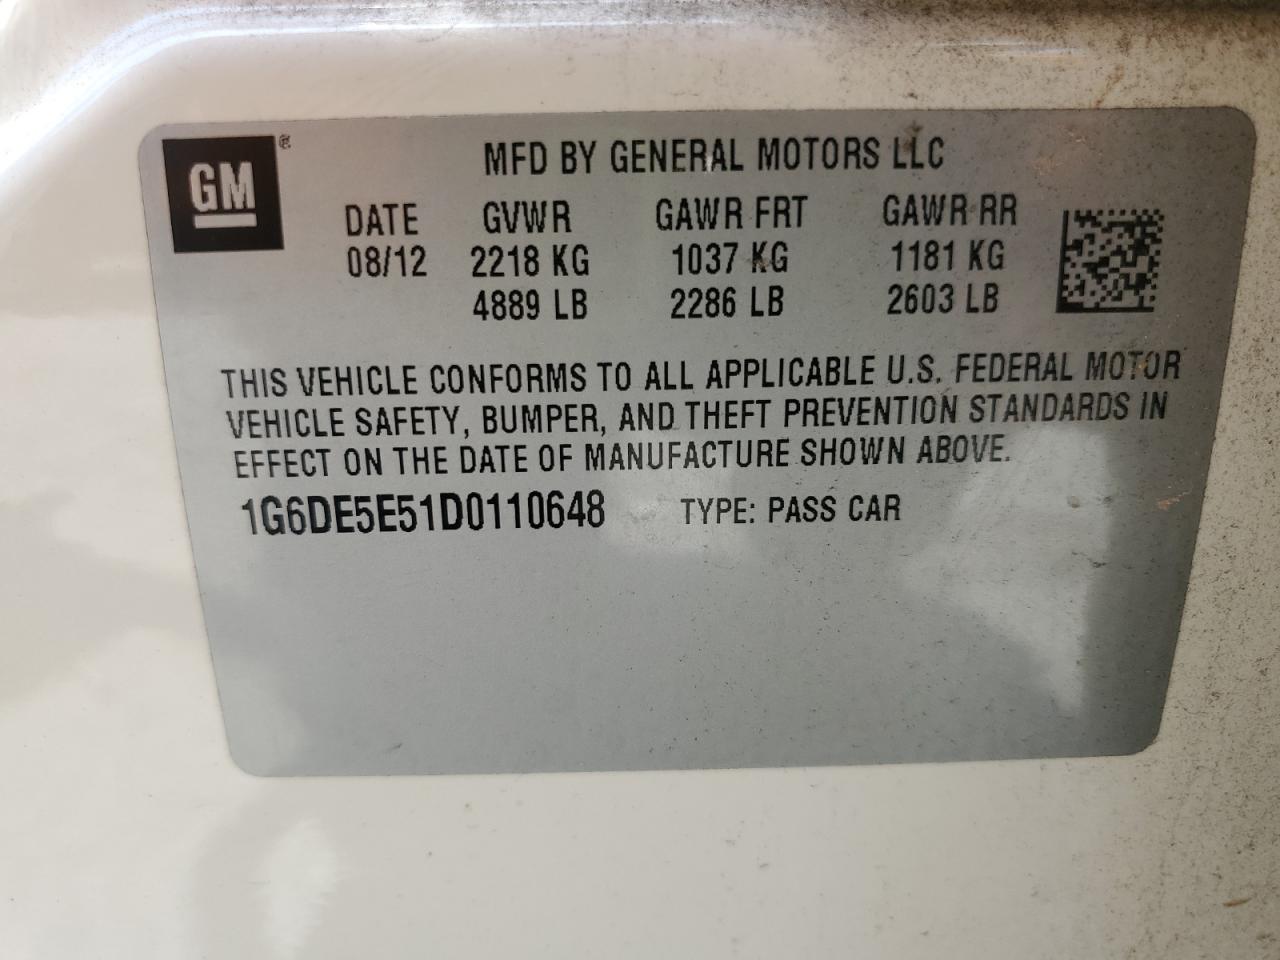 GM ®
MFD BY GENERAL MOTORS LLC
DATE GVWR GAWR FRT GAWR RR
08/12 2218 KG 1037 KG 1181 KG
4889 LB 2286 LB 2603 LB
THIS VEHICLE CONFORMS TO ALL APPLICABLE U.S. FEDERAL MOTOR
VEHICLE SAFETY, BUMPER, AND THEFT PREVENTION STANDARDS IN
EFFECT ON THE DATE OF MANUFACTURE SHOWN ABOVE.
1G6DE5E51D0110648 TYPE: PASS CAR